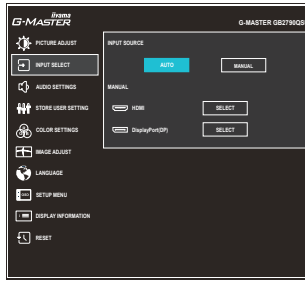 iiyama
G-MASTER
G-MASTER GB2790QS
PICTURE ADJUST
INPUT SELECT
AUDIO SETTINGS
STORE USER SETTING
COLOR SETTINGS
IMAGE ADJUST
LANGUAGE
OSD
SETUP MENU
DISPLAY INFORMATION
RESET
INPUT SOURCE
AUTO
MANUAL
MANUAL
HDMI
SELECT
DisplayPort(DP)
SELECT